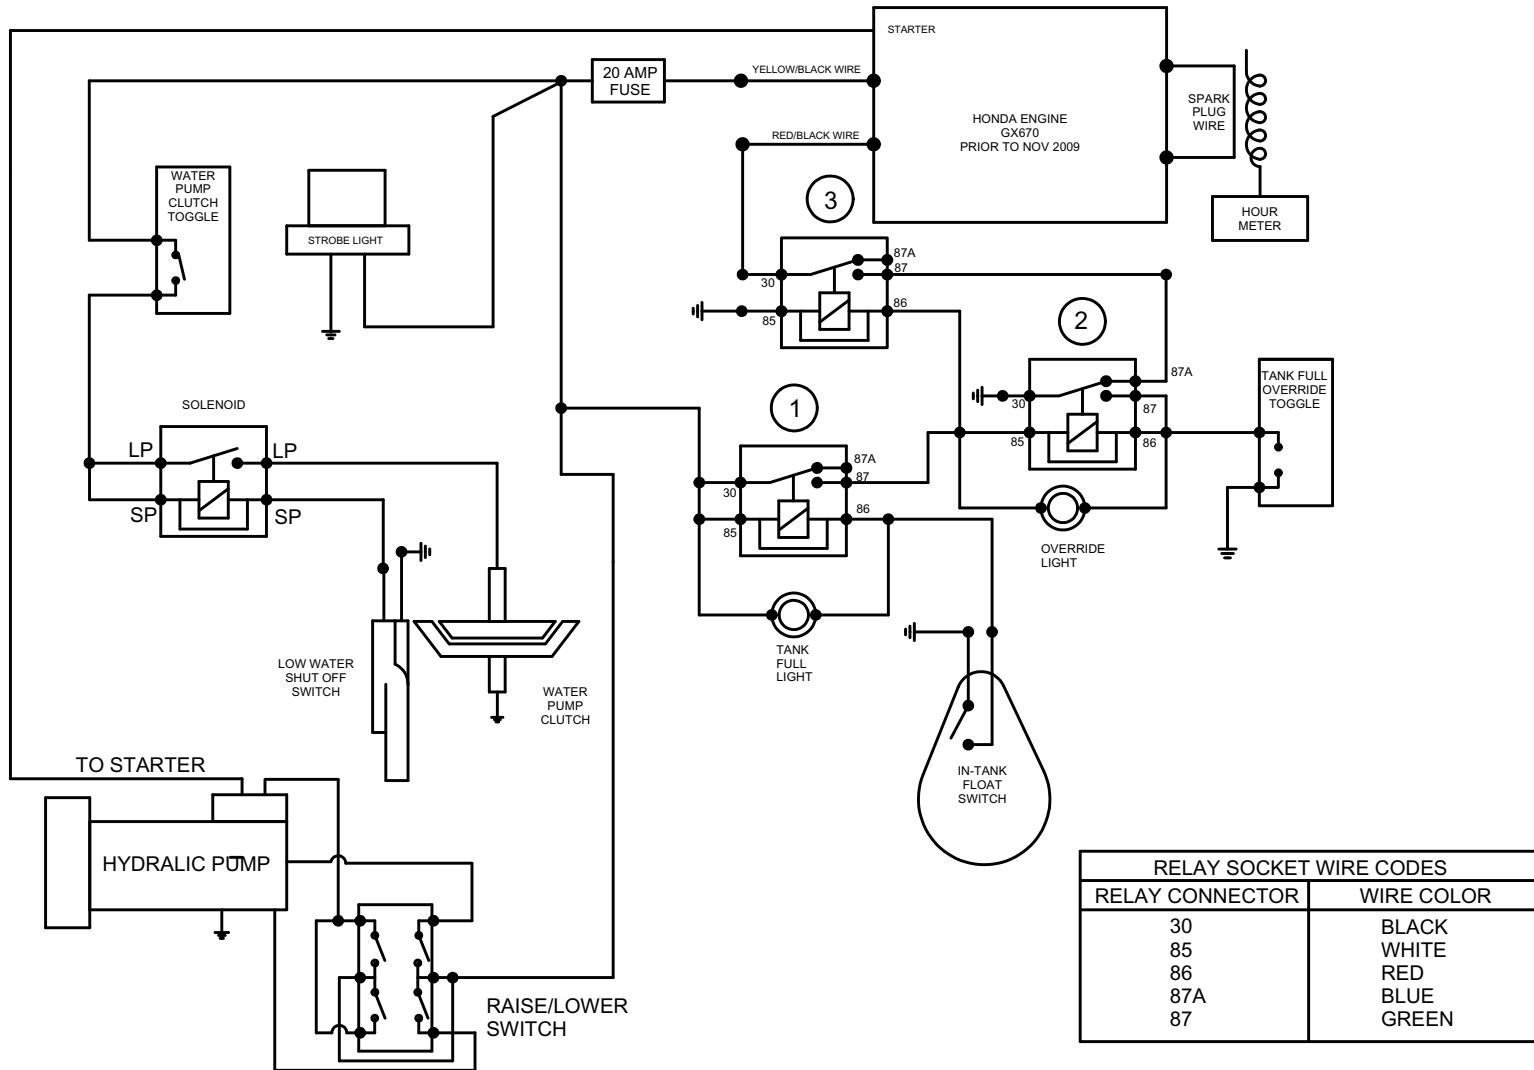 STARTER
20 AMP
FUSE
YELLOW/BLACK WIRE
RED/BLACK WIRE
HONDA ENGINE
GX670
PRIOR TO NOV 2009
SPARK
PLUG
WIRE
HOUR
METER
WATER
PUMP
CLUTCH
TOGGLE
STROBE LIGHT
3
87A
87
30
86
85
2
87A
30
87
85
86
TANK FULL
OVERRIDE
TOGGLE
OVERRIDE
LIGHT
1
87A
87
30
86
85
TANK
FULL
LIGHT
SOLENOID
LP
LP
SP
SP
LOW WATER
SHUT OFF
SWITCH
WATER
PUMP
CLUTCH
IN-TANK
FLOAT
SWITCH
TO STARTER
HYDRALIC PUMP
RAISE/LOWER
SWITCH
RELAY SOCKET WIRE CODES
RELAY CONNECTOR WIRE COLOR
30 BLACK
85 WHITE
86 RED
87A BLUE
87 GREEN